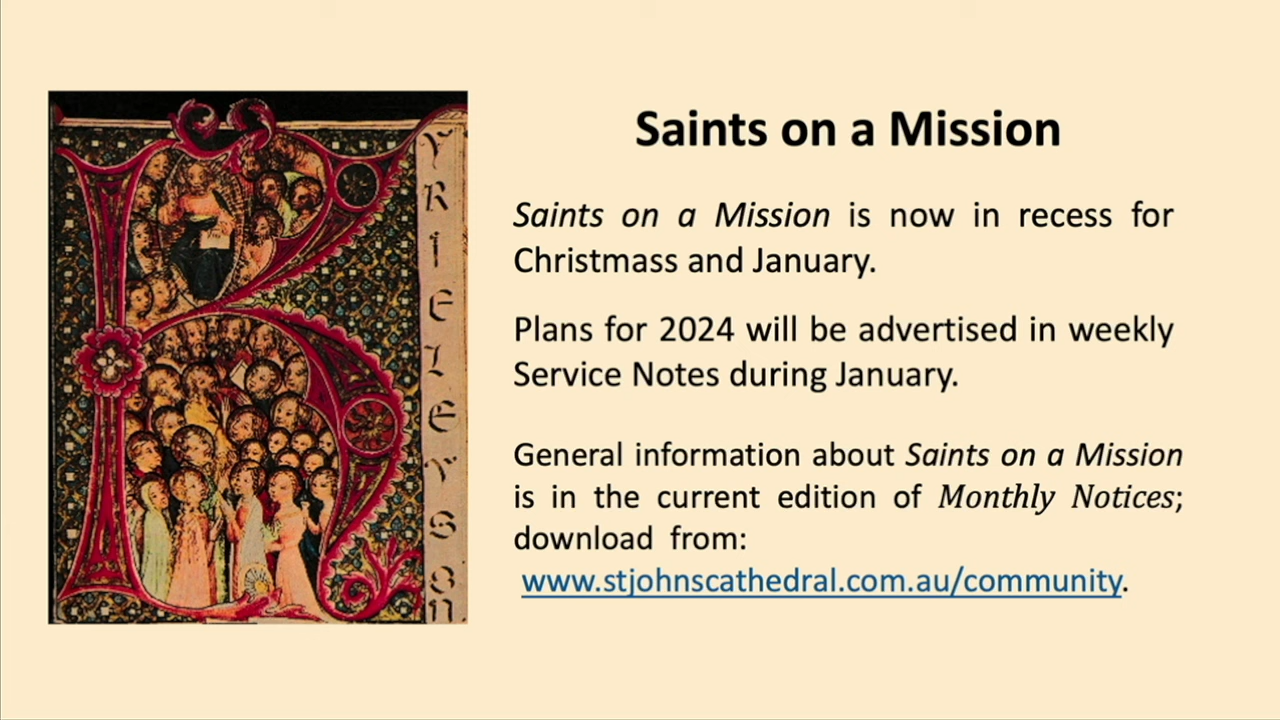 Saints on a Mission
Saints on a Mission is now in recess for
Christmass and January.
Plans for 2024 will be advertised in weekly
Service Notes during January.
General information about Saints on a Mission
is in the current edition of Monthly Notices;
download from:
www.stjohnscathedral.com.au/community.